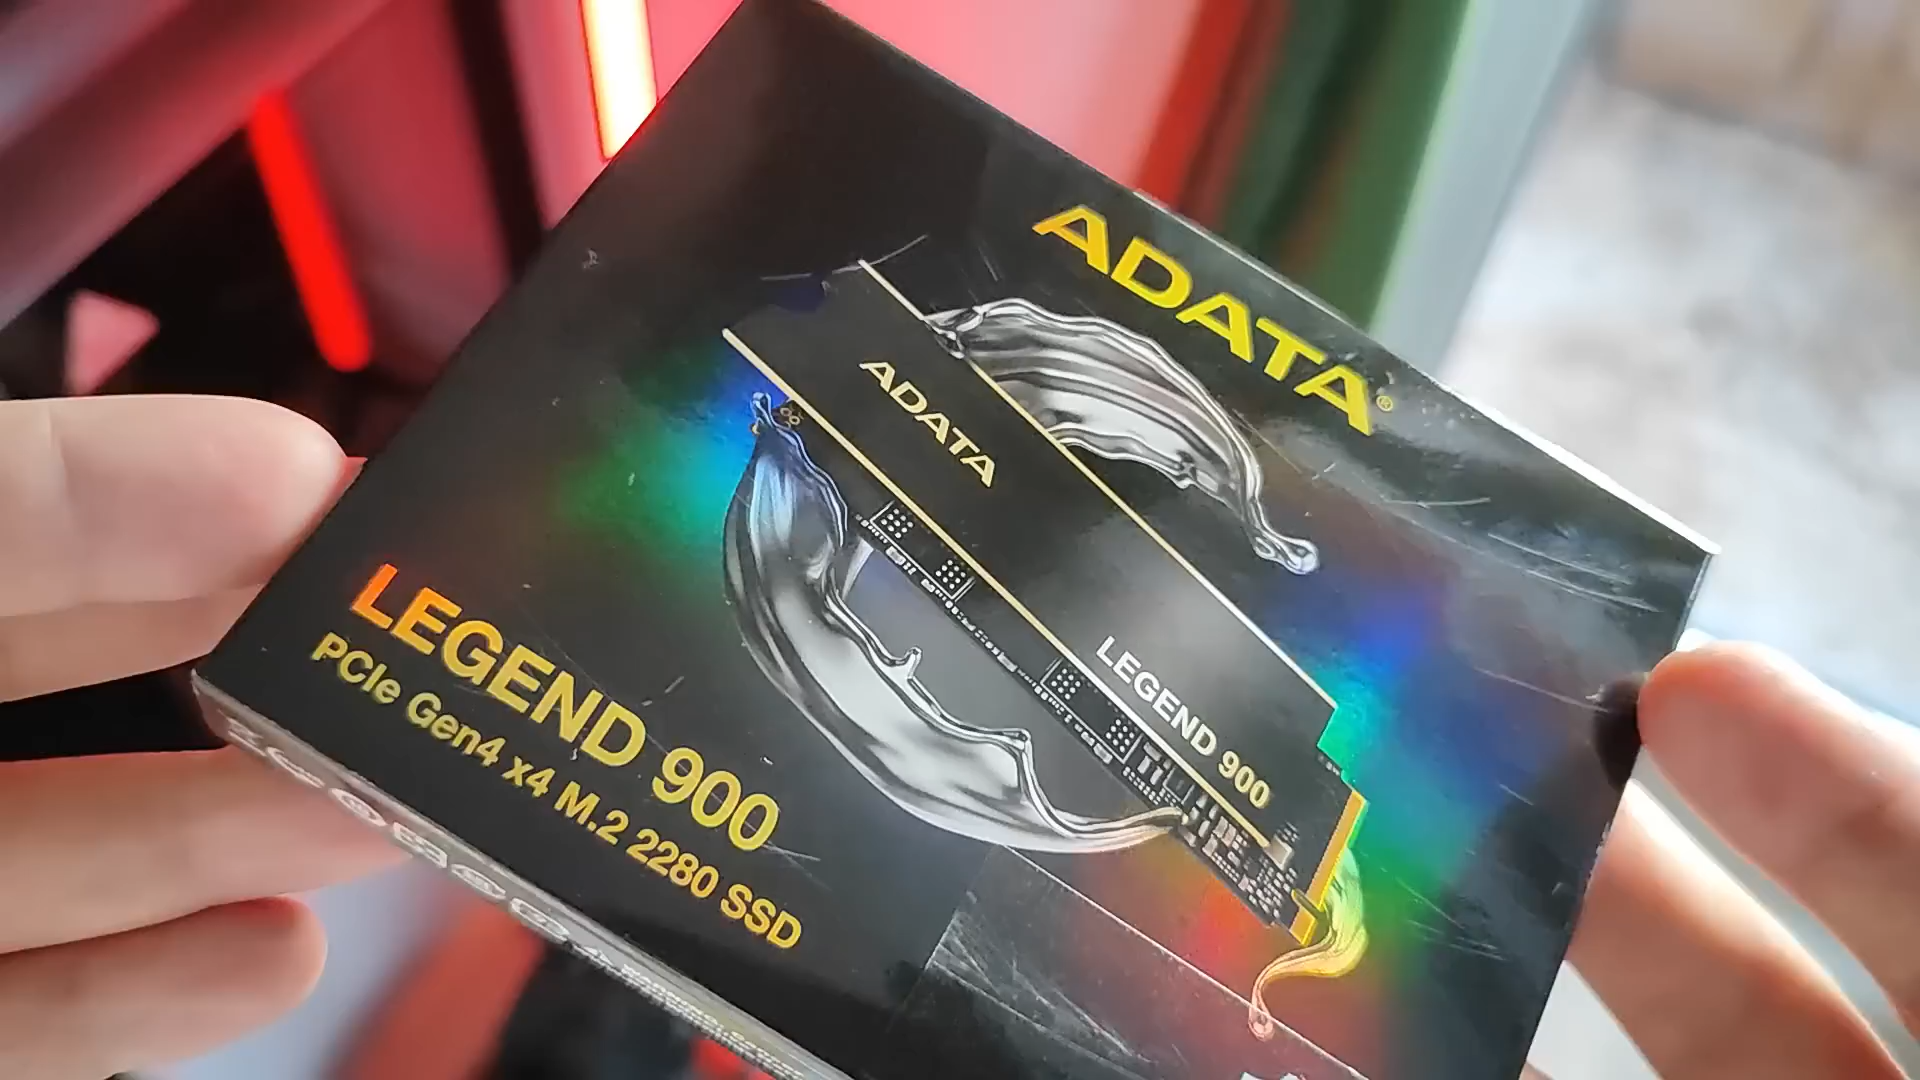 ADATA®
ADATA
LEGEND 900
LEGEND 900
PCIe Gen4 x4 M.2 2280 SSD